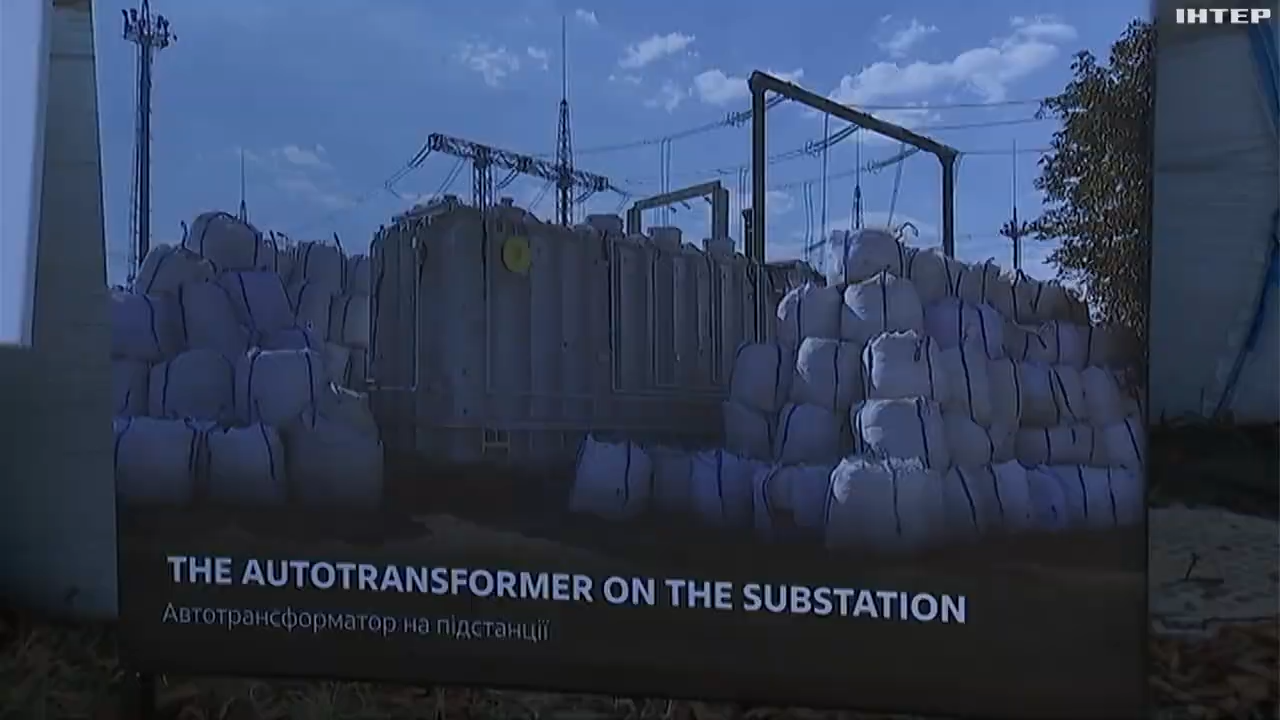 ІНТЕР
THE AUTOTRANSFORMER ON THE SUBSTATION
Автотрансформатор на підстанції